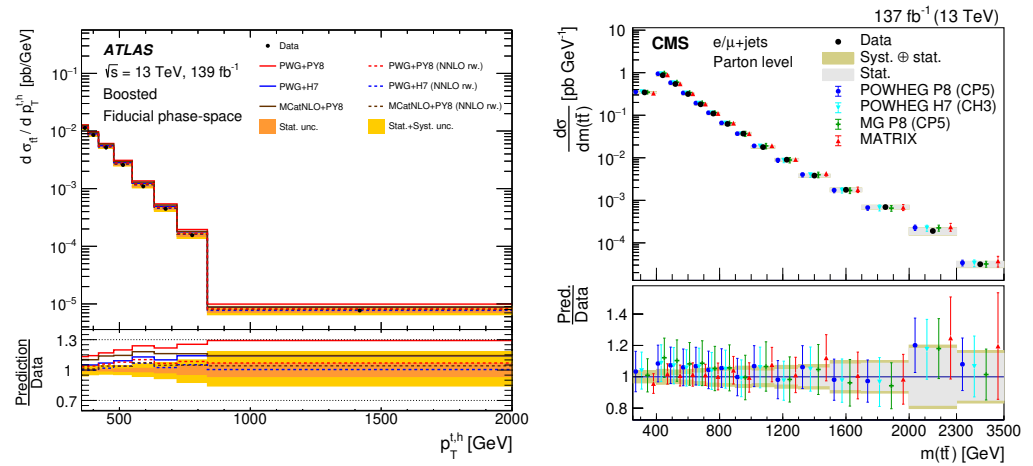 ATLAS
√s = 13 TeV, 139 fb⁻¹
Boosted
Fiducial phase-space
Data
PWG+PY8
PWG+PY8 (NNLO rw.)
PWG+H7
PWG+H7 (NNLO rw.)
MCatNLO+PY8
MCatNLO+PY8 (NNLO rw.)
Stat. unc.
Stat.+Syst. unc.
d σ_tt̄ / d p_T^{t,h} [pb/GeV]
10⁻¹
10⁻²
10⁻³
10⁻⁴
10⁻⁵
Prediction
Data
1.3
1.0
0.7
500
1000
1500
2000
p_T^{t,h} [GeV]
137 fb⁻¹ (13 TeV)
CMS
e/μ+jets
Parton level
Data
Syst. ⊕ stat.
Stat.
POWHEG P8 (CP5)
POWHEG H7 (CH3)
MG P8 (CP5)
MATRIX
dσ
dm(tt̄)
[pb GeV⁻¹]
1
10⁻¹
10⁻²
10⁻³
10⁻⁴
Pred.
Data
1.4
1.2
1
0.8
400
800
1200
1600
2000
2300
3500
m(tt̄) [GeV]